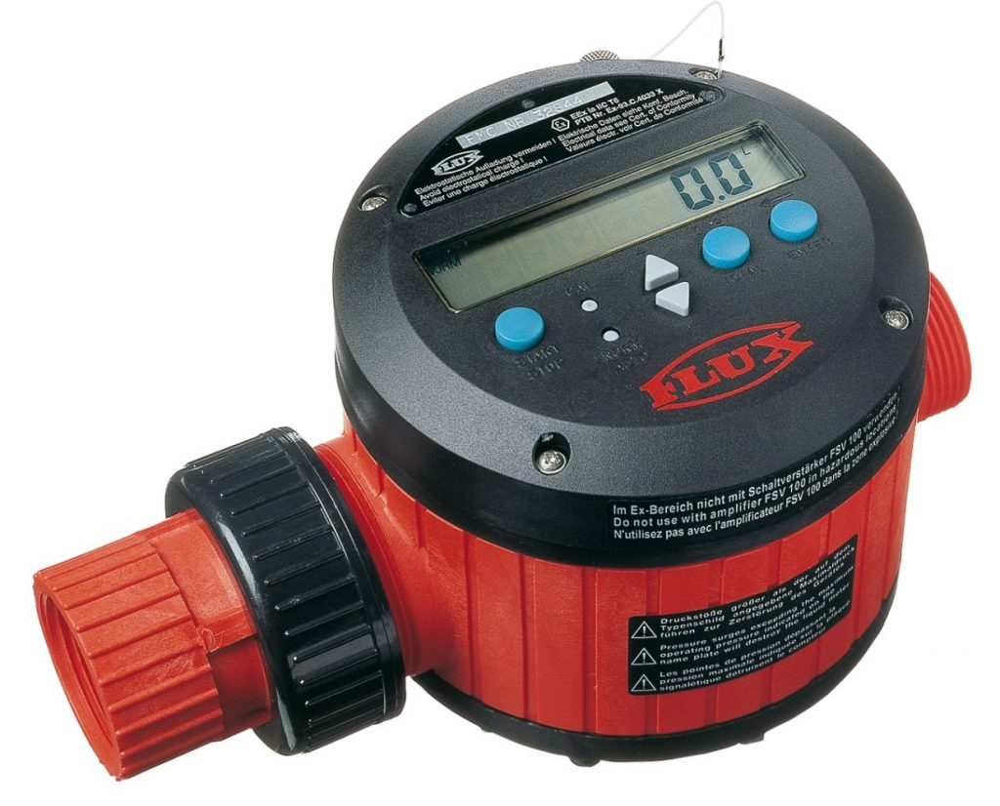 FMC NR 32844
EEx ia IIC T6
PTB Nr. Ex-93.C.4033 X
Elektrische Daten siehe Konf. Besch.
Electrical data see Cert. of Conformity
Valeurs électr. voir Cert. de Conformité
FLUX
Elektrostatische Aufladung vermeiden !
Avoid electrostatical charge !
Eviter une charge électrostatique !
0.0 L
NORM
CAL
ENTER
START
STOP
FLUX
Im Ex-Bereich nicht mit Schaltverstärker FSV 100 verwenden !
Do not use with amplifier FSV 100 in hazardous locations !
N'utilisez pas avec l'amplificateur FSV 100 dans la zone explosive !
Druckstöße größer als der auf dem
Typenschild angegebene Maximaldruck
führen zur Zerstörung des Gerätes
Pressure surges exceeding the maximum
operating pressure indicated on the
name plate will destroy the liquid meter
Les pointes de pression dépassant la
pression maximale indiquée sur la plaque
signalétique détruisent le compteur